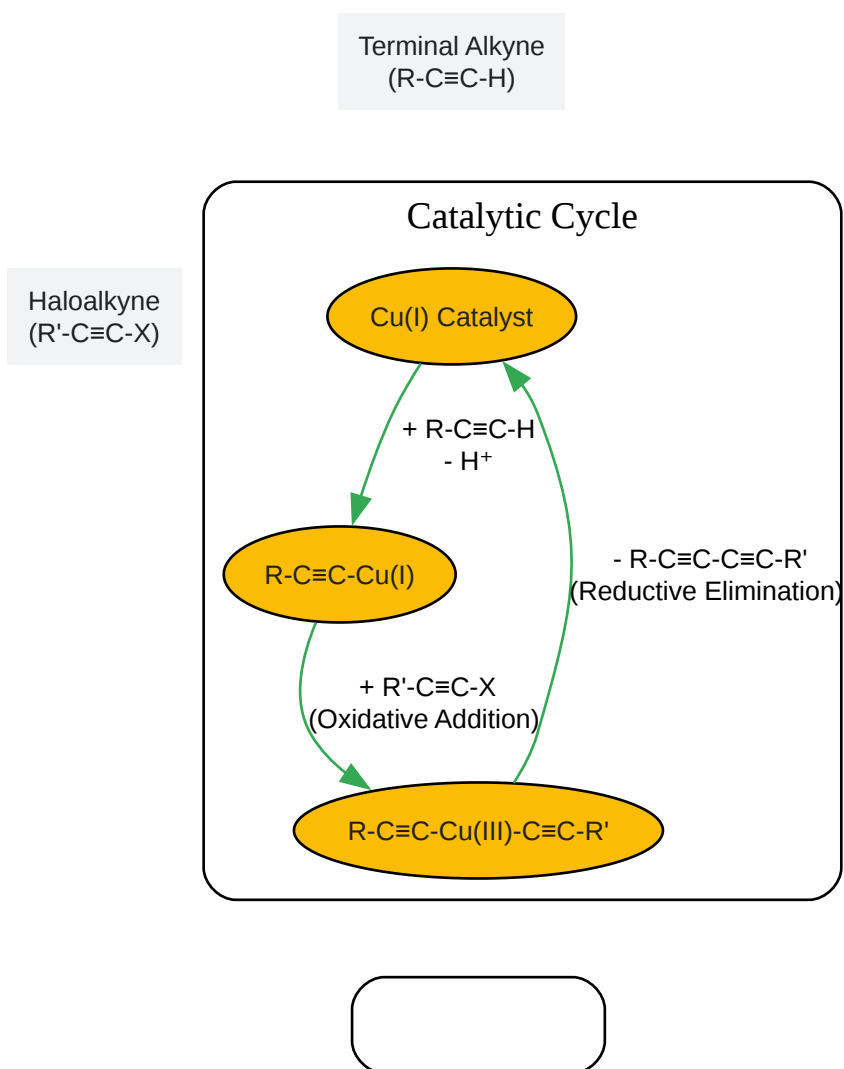 Terminal Alkyne
(R-C≡C-H)
Catalytic Cycle
Haloalkyne
(R'-C≡C-X)
Cu(I) Catalyst
+ R-C≡C-H
- H⁺
R-C≡C-Cu(I)
- R-C≡C-C≡C-R'
(Reductive Elimination)
+ R'-C≡C-X
(Oxidative Addition)
R-C≡C-Cu(III)-C≡C-R'